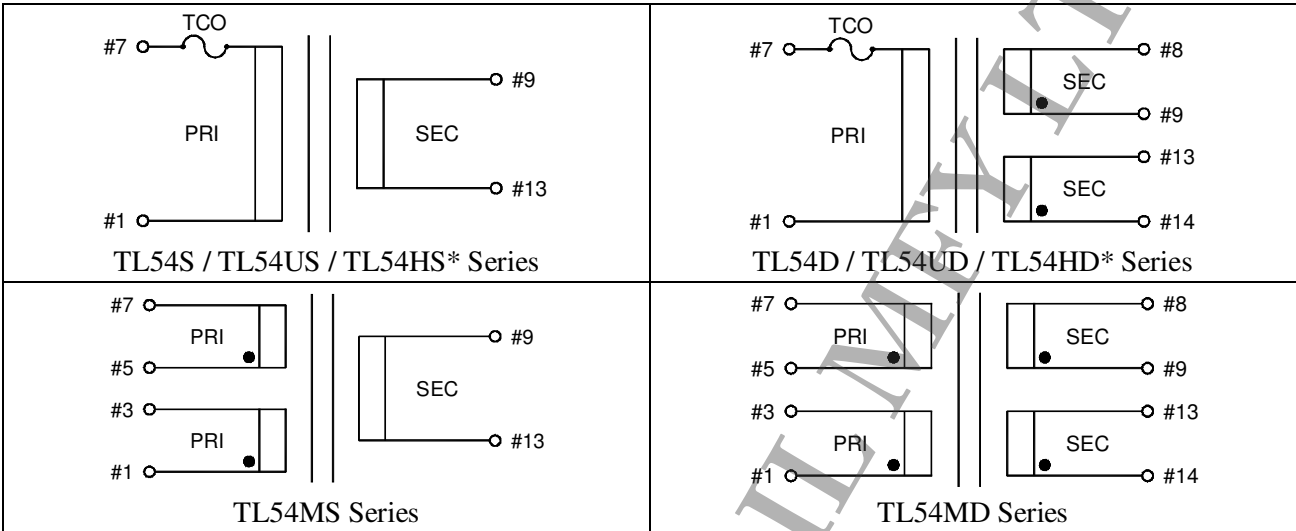 TCO
#7
PRI
#1
#9
SEC
#13
TL54S / TL54US / TL54HS* Series
TCO
#7
PRI
#1
#8
SEC
#9
#13
SEC
#14
TL54D / TL54UD / TL54HD* Series
#7
PRI
#5
#3
PRI
#1
#9
SEC
#13
TL54MS Series
#7
PRI
#5
#3
PRI
#1
#8
SEC
#9
#13
SEC
#14
TL54MD Series